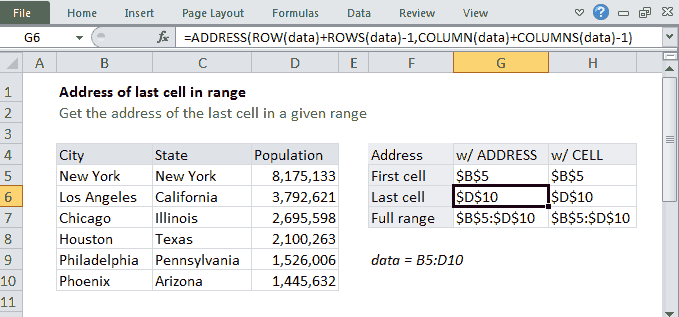 File Home Insert Page Layout Formulas Data Review View
G6 fx =ADDRESS(ROW(data)+ROWS(data)-1,COLUMN(data)+COLUMNS(data)-1)
A B C D E F G H
1 Address of last cell in range
2 Get the address of the last cell in a given range
3
4 City State Population Address w/ ADDRESS w/ CELL
5 New York New York 8,175,133 First cell $B$5 $B$5
6 Los Angeles California 3,792,621 Last cell $D$10 $D$10
7 Chicago Illinois 2,695,598 Full range $B$5:$D$10 $B$5:$D$10
8 Houston Texas 2,100,263
9 Philadelphia Pennsylvania 1,526,006 data = B5:D10
10 Phoenix Arizona 1,445,632
11